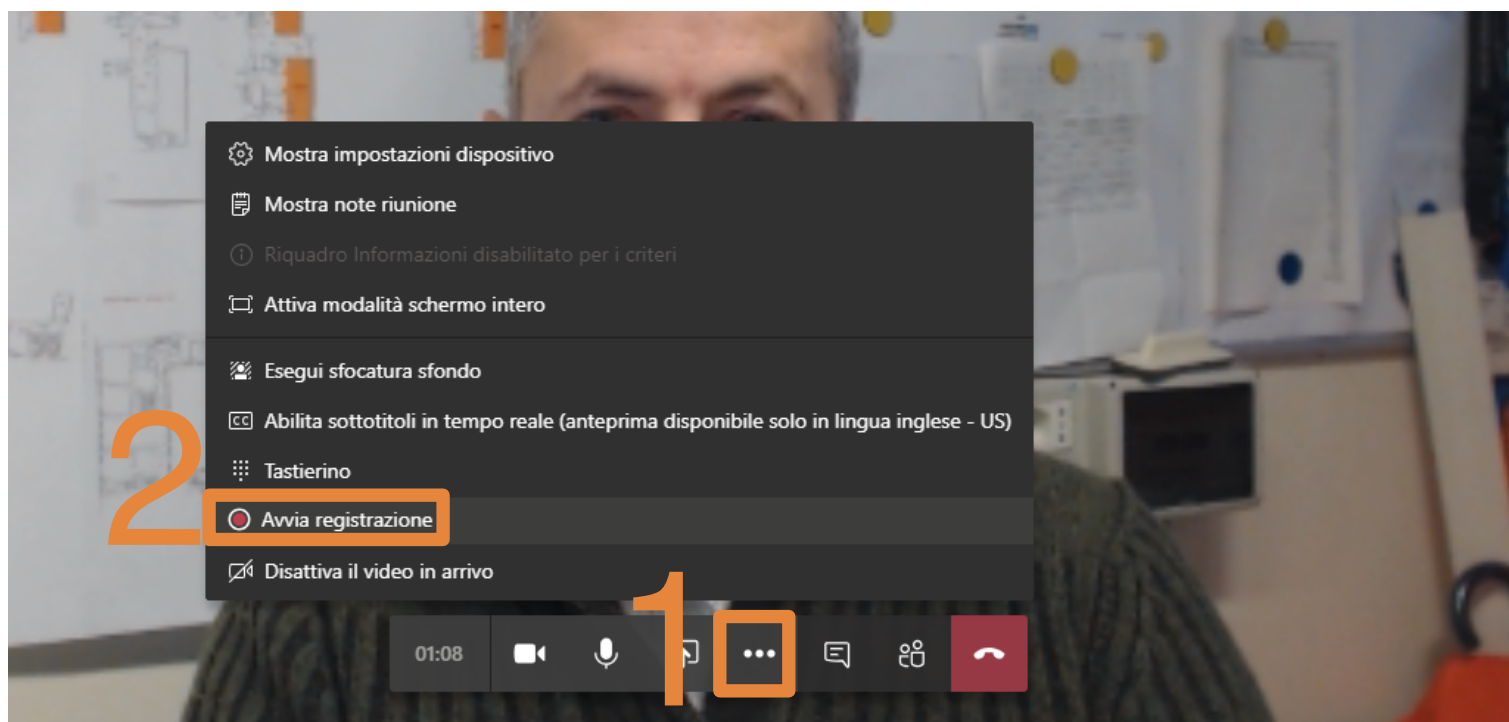 Mostra impostazioni dispositivo
Mostra note riunione
Riquadro Informazioni disabilitato per i criteri
Attiva modalità schermo intero
Esegui sfocatura sfondo
CC Abilita sottotitoli in tempo reale (anteprima disponibile solo in lingua inglese - US)
Tastierino
2
Avvia registrazione
Disattiva il video in arrivo
1
01:08